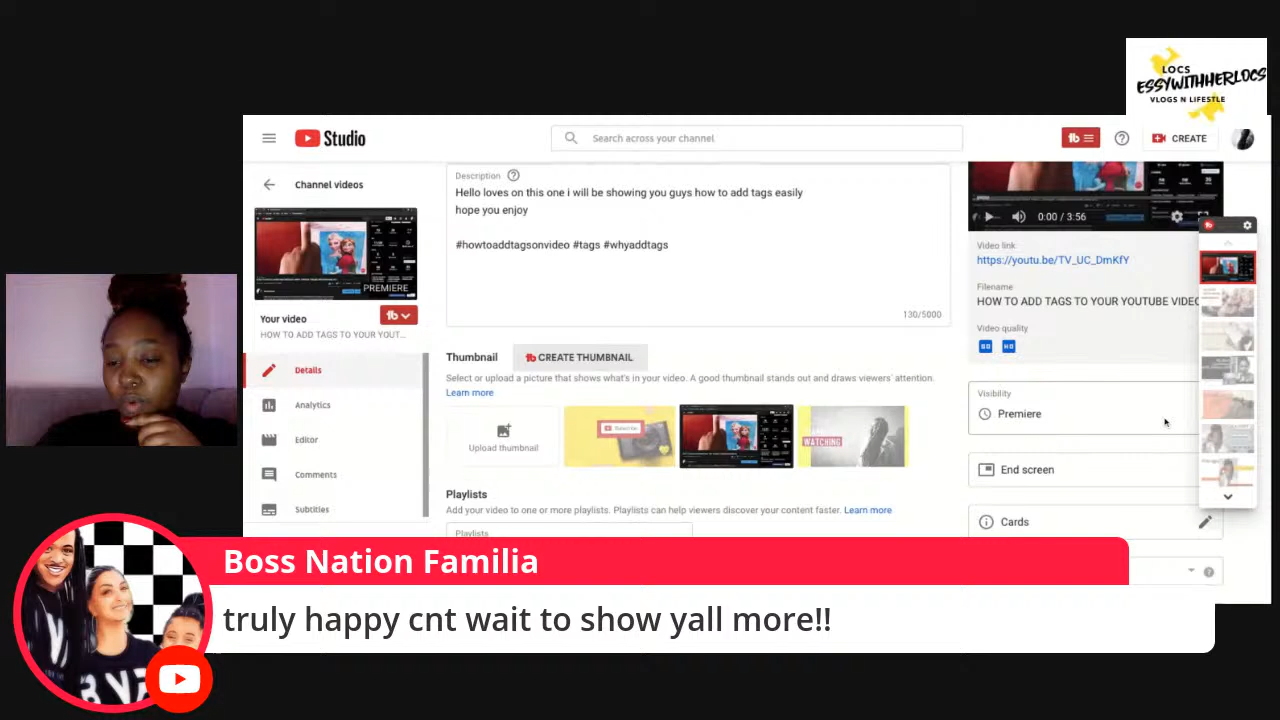 LOCS
ESSYWITHHERLOCS
VLOGS N LIFESTLE
Studio
Search across your channel
CREATE
Channel videos
PREMIERE
Your video
HOW TO ADD TAGS TO YOUR YOUT...
Details
Analytics
Editor
Comments
Subtitles
Description
Hello loves on this one i will be showing you guys how to add tags easily
hope you enjoy
#howtoaddtagsonvideo #tags #whyaddtags
130/5000
Thumbnail
CREATE THUMBNAIL
Select or upload a picture that shows what's in your video. A good thumbnail stands out and draws viewers' attention.
Learn more
Upload thumbnail
WATCHING
Playlists
Add your video to one or more playlists. Playlists can help viewers discover your content faster. Learn more
Playlists
0:00 / 3:56
Video link
https://youtu.be/TV_UC_DmKfY
Filename
HOW TO ADD TAGS TO YOUR YOUTUBE VIDEO
Video quality
SD HD
Visibility
Premiere
End screen
Cards
Boss Nation Familia
truly happy cnt wait to show yall more!!